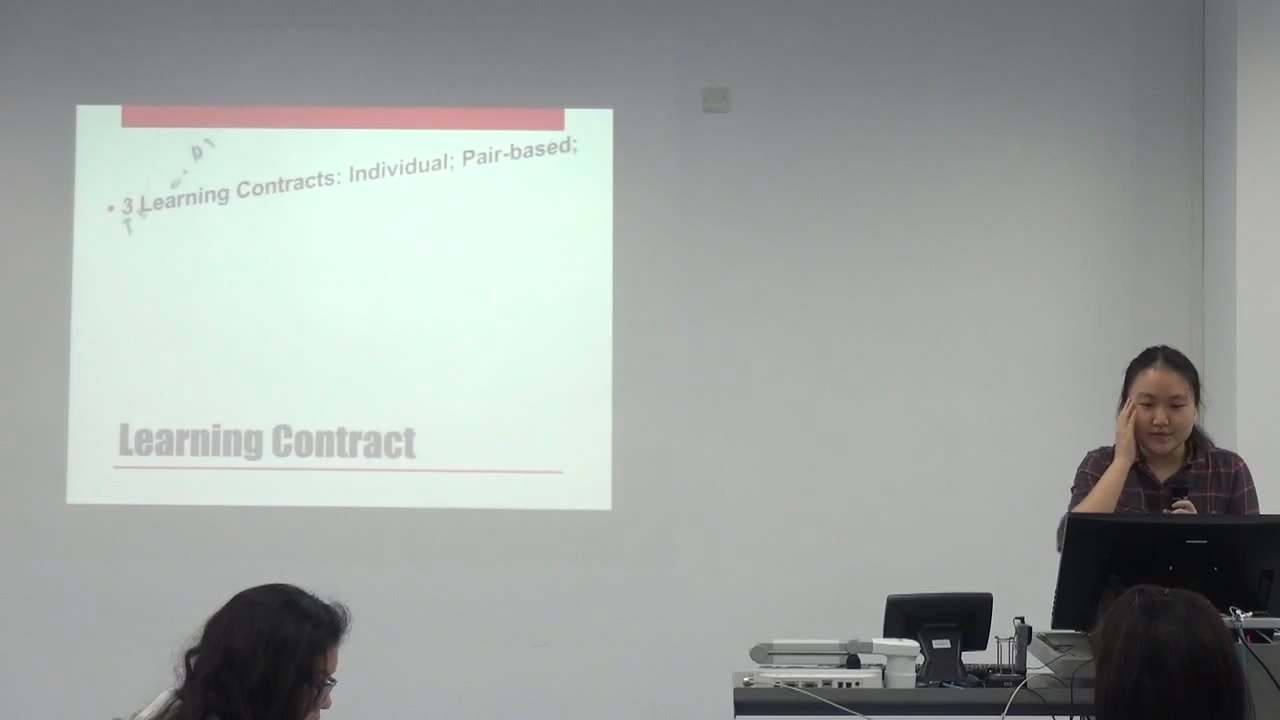 • 3 Learning Contracts: Individual; Pair-based;
Learning Contract